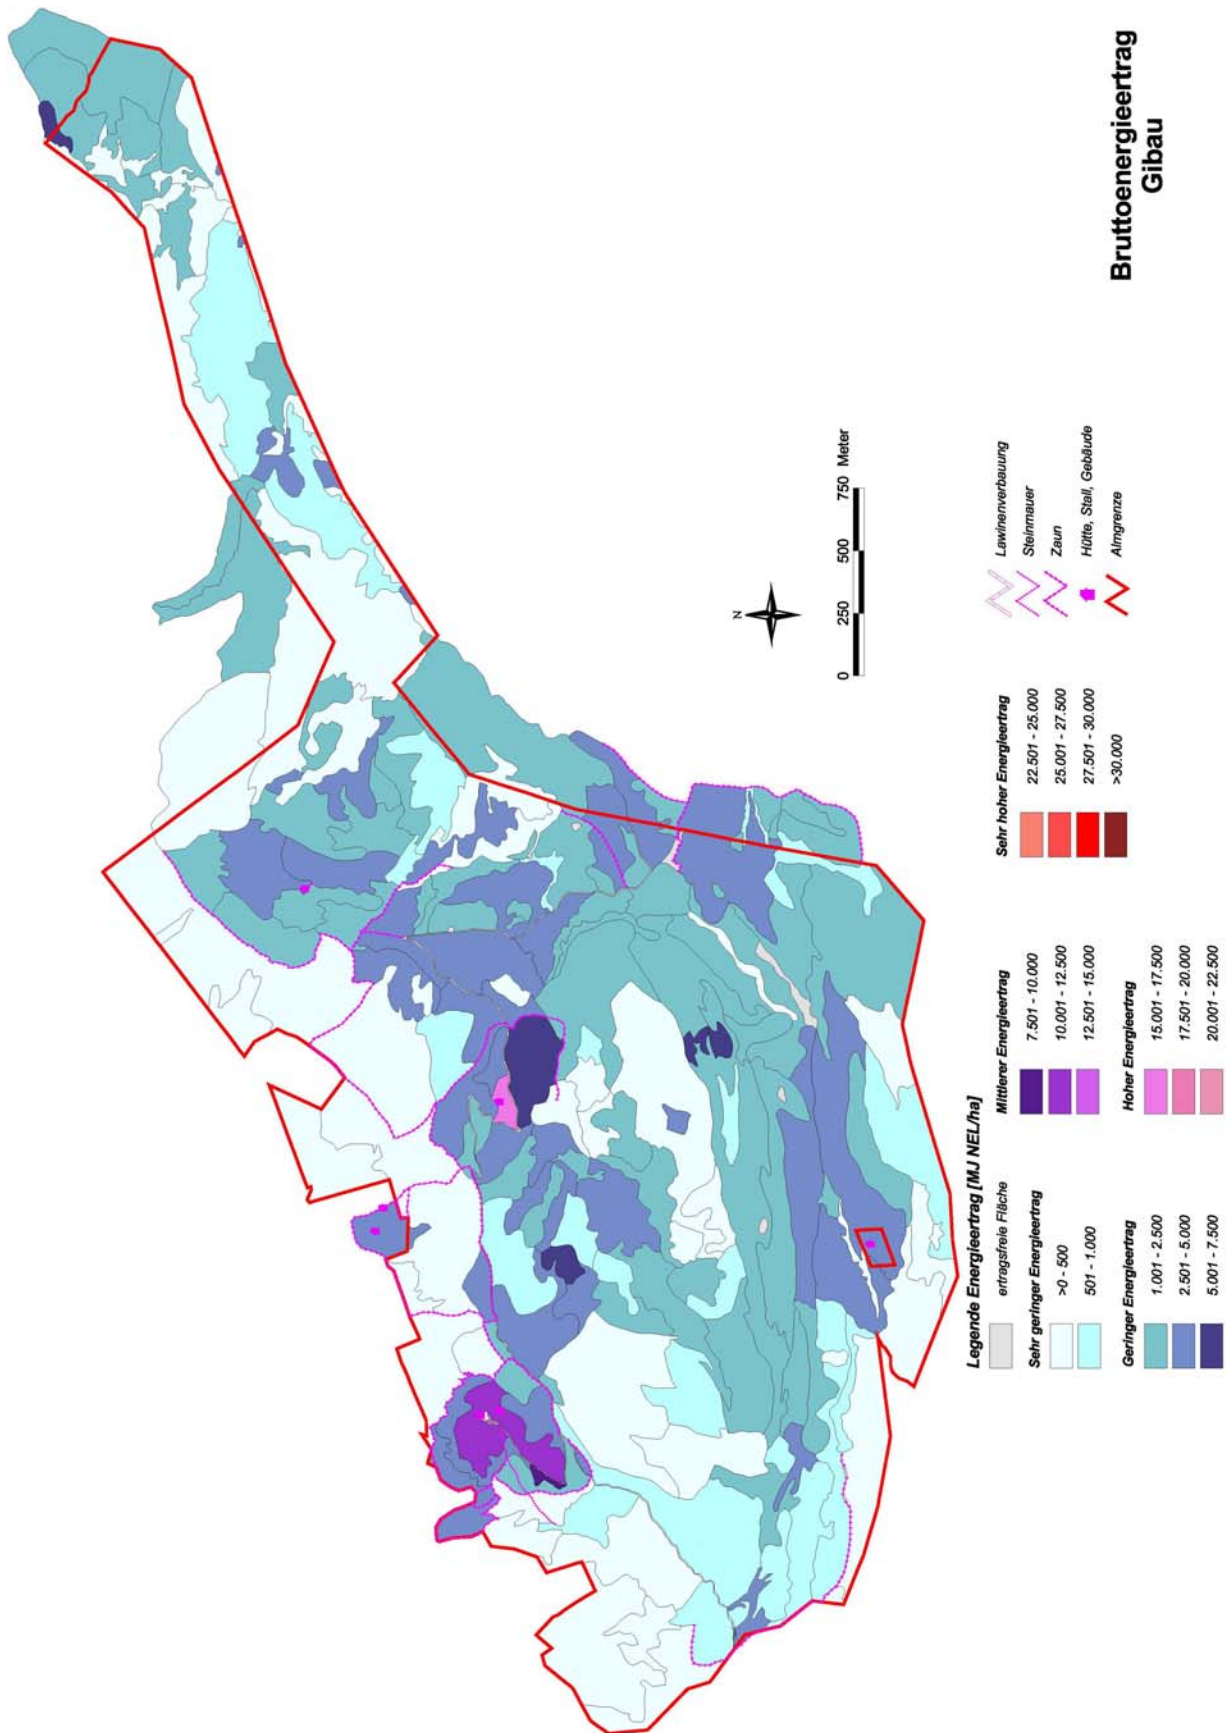 Bruttoenergieertrag
Gibau
N
0 250 500 750 Meter
Legende Energieertrag [MJ NEL/ha]
ertragsfreie Fläche
Sehr geringer Energieertrag
>0 - 500
501 - 1.000
Geringer Energieertrag
1.001 - 2.500
2.501 - 5.000
5.001 - 7.500
Mittlerer Energieertrag
7.501 - 10.000
10.001 - 12.500
12.501 - 15.000
Hoher Energieertrag
15.001 - 17.500
17.501 - 20.000
20.001 - 22.500
Sehr hoher Energieertrag
22.501 - 25.000
25.001 - 27.500
27.501 - 30.000
>30.000
Lawinenverbauung
Steinmauer
Zaun
Hütte, Stall, Gebäude
Almgrenze